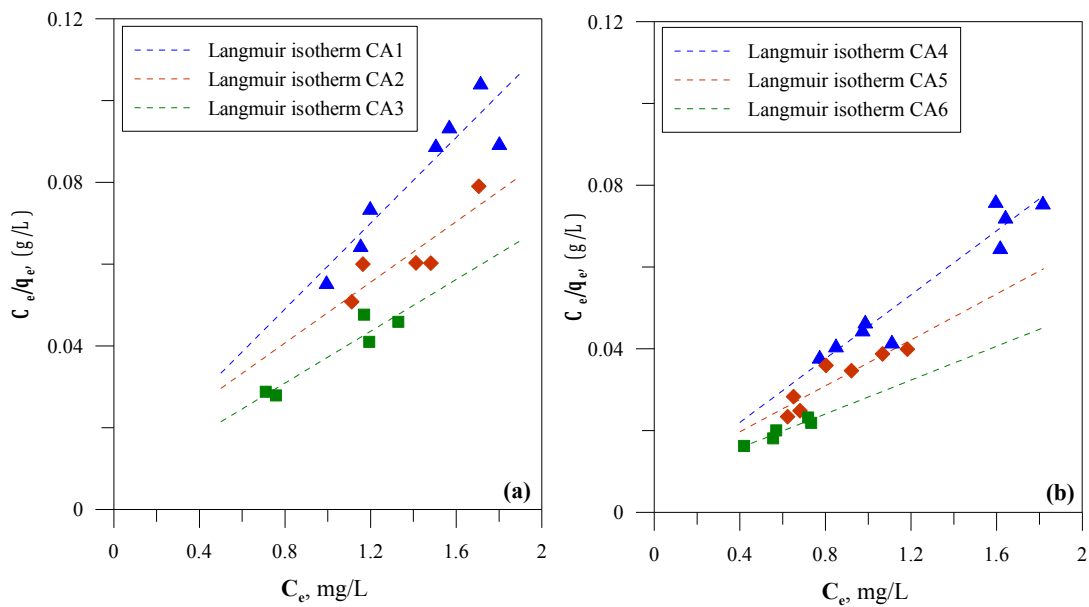 0.12
Langmuir isotherm CA1
Langmuir isotherm CA2
Langmuir isotherm CA3
0.08
0.04
0
C e/qe, (g/L)
(a)
0 0.4 0.8 1.2 1.6 2
Ce, mg/L
0.12
Langmuir isotherm CA4
Langmuir isotherm CA5
Langmuir isotherm CA6
0.08
0.04
0
C e/qe, (g/L)
(b)
0 0.4 0.8 1.2 1.6 2
Ce, mg/L